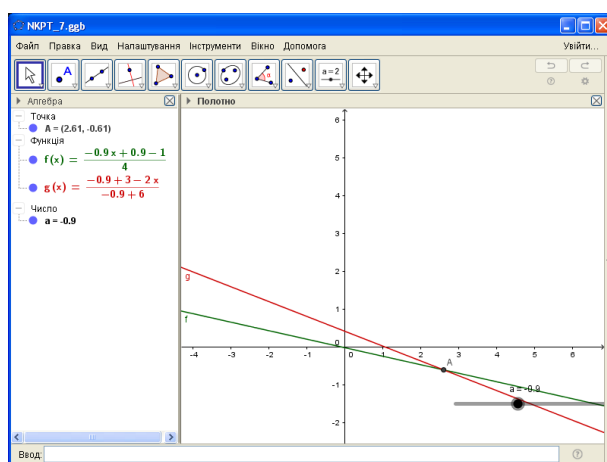 NKPT_7.ggb
Файл Правка Вид Налаштування Інструменти Вікно Допомога Увійти...
A α a=2
Алгебра
Полотно
Точка
A = (2.61, -0.61)
Функція
f(x) = (−0.9 x + 0.9 − 1) / 4
g(x) = (−0.9 + 3 − 2 x) / (−0.9 + 6)
Число
a = -0.9
6
5
4
3
2
1
0
-1
-2
-4 -3 -2 -1 0 1 2 3 4 5 6
g
f
A
a = -0.9
Ввод: